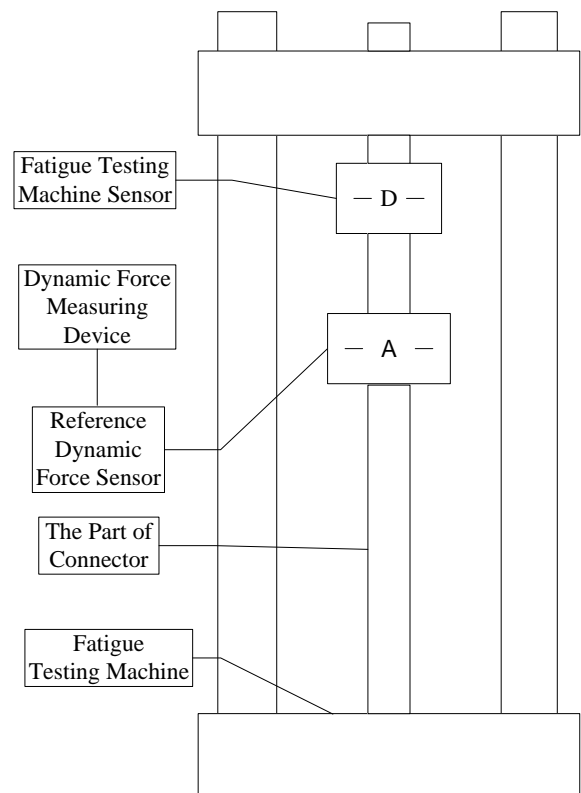 Fatigue Testing
Machine Sensor
— D —
Dynamic Force
Measuring
Device
— A —
Reference
Dynamic
Force Sensor
The Part of
Connector
Fatigue
Testing Machine